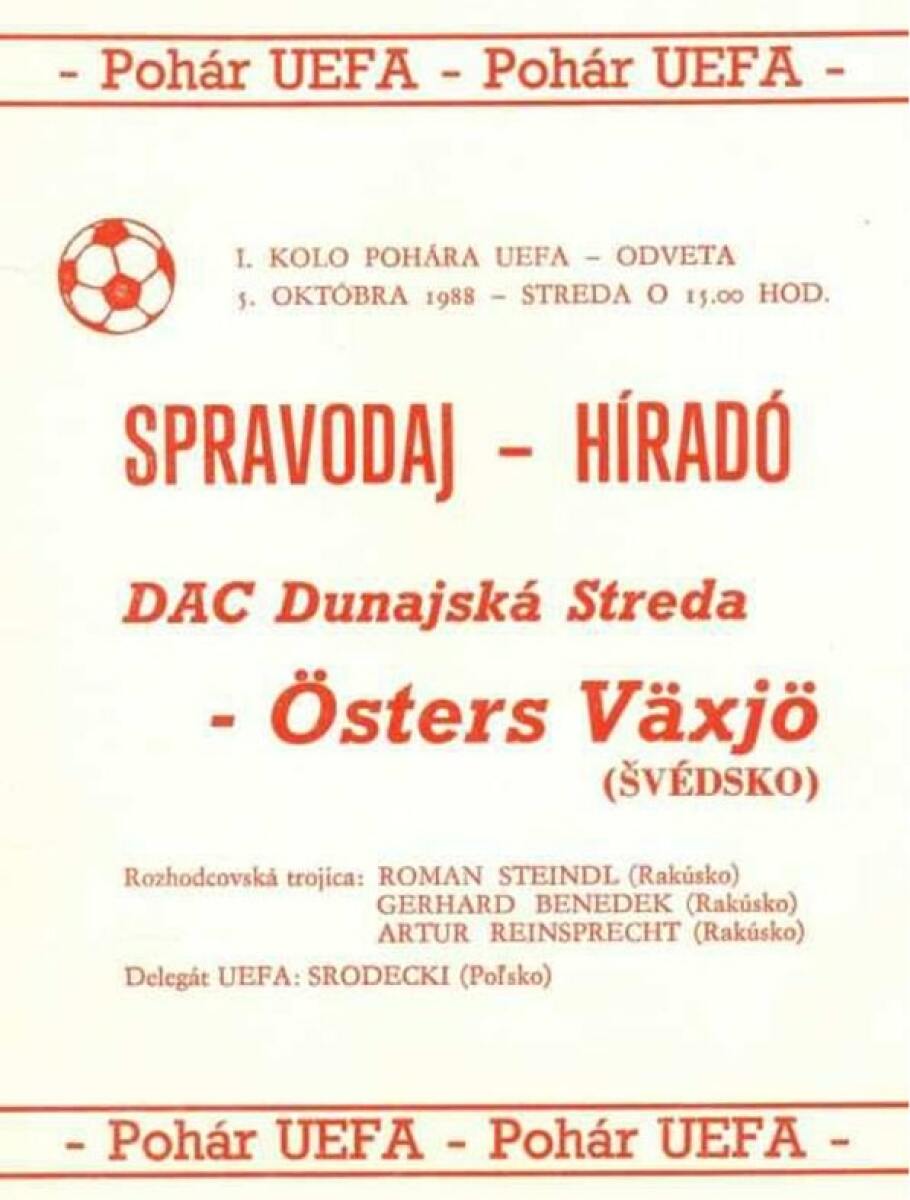 - Pohár UEFA - Pohár UEFA -
I. KOLO POHÁRA UEFA – ODVETA
5. OKTÓBRA 1988 – STREDA O 15.00 HOD.
SPRAVODAJ – HÍRADÓ
DAC Dunajská Streda
- Östers Växjö
(ŠVÉDSKO)
Rozhodcovská trojica: ROMAN STEINDL (Rakúsko)
GERHARD BENEDEK (Rakúsko)
ARTUR REINSPRECHT (Rakúsko)
Delegát UEFA: SRODECKI (Poľsko)
- Pohár UEFA - Pohár UEFA -